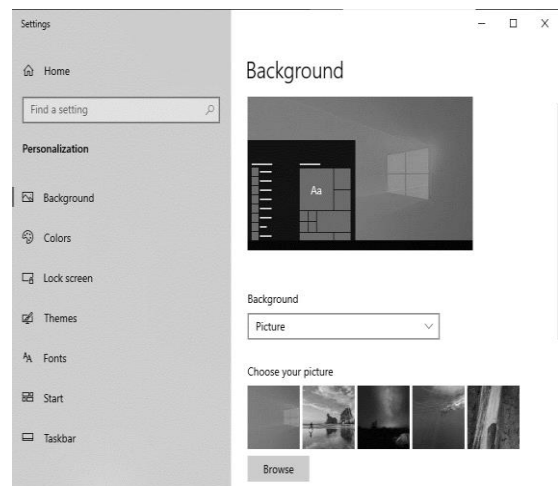 Settings
Home
Find a setting
Personalization
Background
Colors
Lock screen
Themes
Fonts
Start
Taskbar
Background
Aa
Background
Picture
Choose your picture
Browse